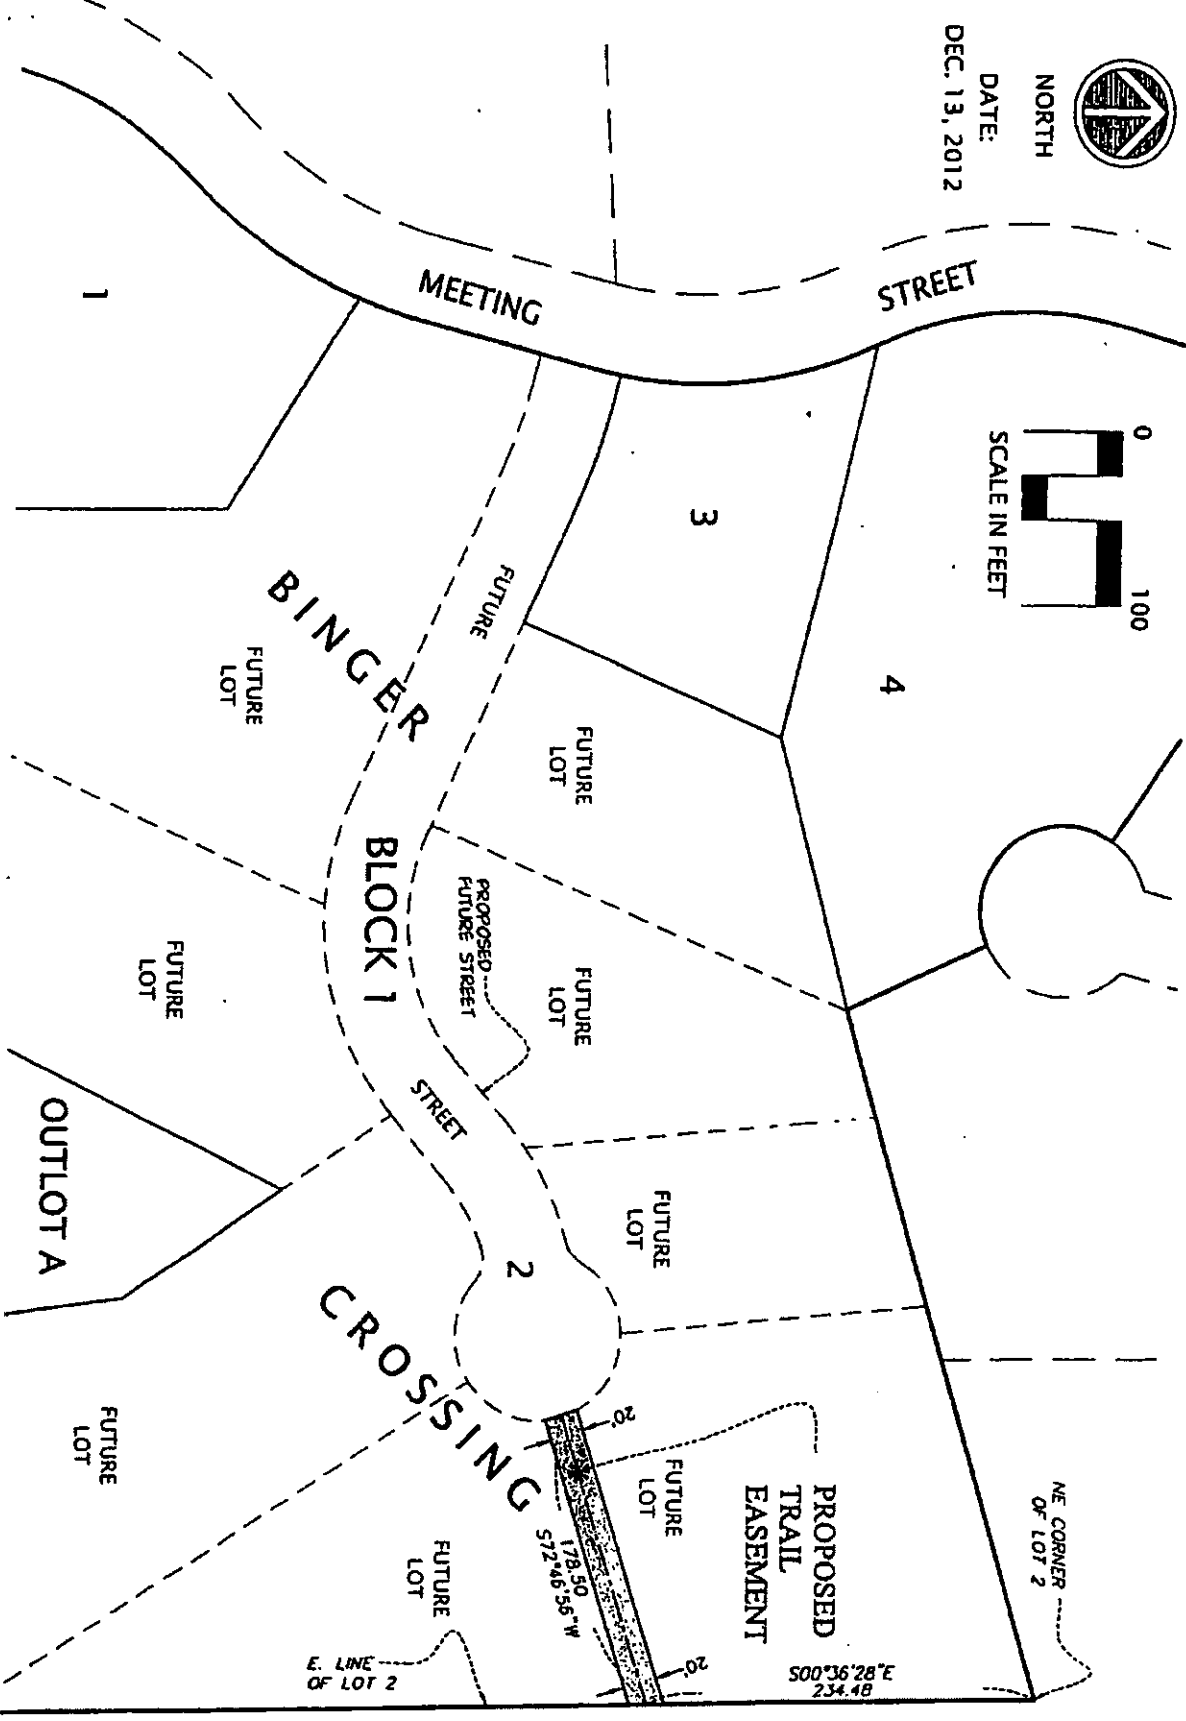 NORTH
DATE:
DEC. 13, 2012
0
100
SCALE IN FEET
MEETING
STREET
1
3
4
FUTURE
STREET
BINGER
CROSSING
BLOCK 1
2
PROPOSED
FUTURE STREET
FUTURE
LOT
FUTURE
LOT
FUTURE
LOT
FUTURE
LOT
FUTURE
LOT
FUTURE
LOT
FUTURE
LOT
FUTURE
LOT
OUTLOT A
PROPOSED
TRAIL
EASEMENT
20'
20'
178.50
S72°46'56"W
S00°36'28"E
234.48
NE CORNER
OF LOT 2
E. LINE
OF LOT 2